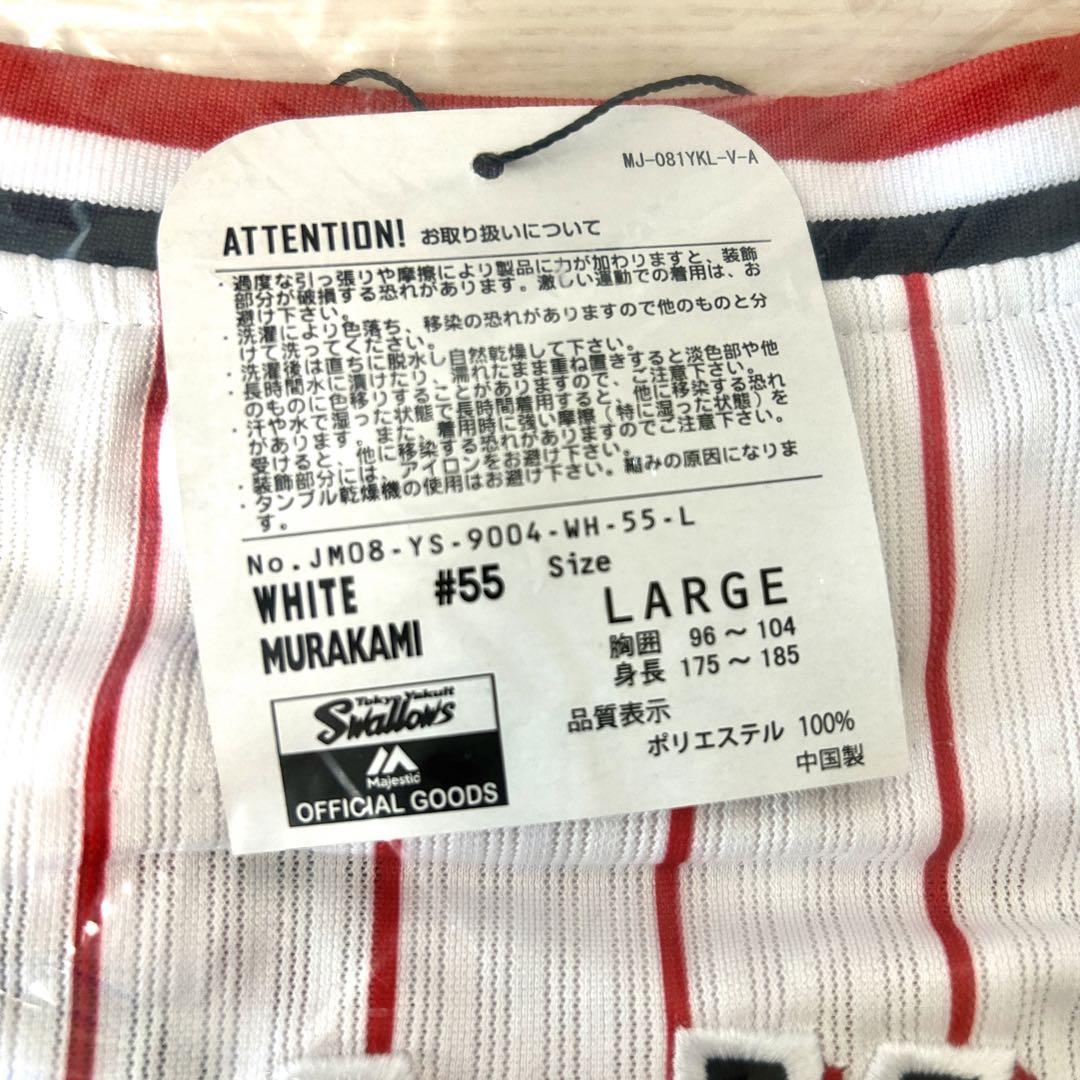 MJ-081YKL-V-A
ATTENTION! お取り扱いについて
・過度な引っ張りや摩擦により製品に力が加わりますと、装飾
部分が破損する恐れがあります。激しい運動での着用は、お
避け下さい。
・洗濯により色落ち、移染の恐れがありますので他のものと分
けて洗ってください。
・洗濯後は直ちに脱水し自然乾燥して下さい。
長時間水に漬けたり、濡れたまま重ね置きすると淡色部や他
のものに色移りすることがありますので、ご注意下さい。
・汗や水で湿った状態で長時間着用すると、他に移染する恐れ
があります。また、着用時に強い摩擦（特に湿った状態）を
受けると、他に移染する恐れがありますのでご注意下さい。
・装飾部分には、アイロンをお避け下さい。
・タンブル乾燥機の使用はお避け下さい。縮みの原因になりま
す。
No.JM08-YS-9004-WH-55-L
WHITE #55 Size
MURAKAMI LARGE
胸囲 96～104
身長 175～185
品質表示
ポリエステル 100%
中国製
Tokyo Yakult
Swallows
Majestic
OFFICIAL GOODS